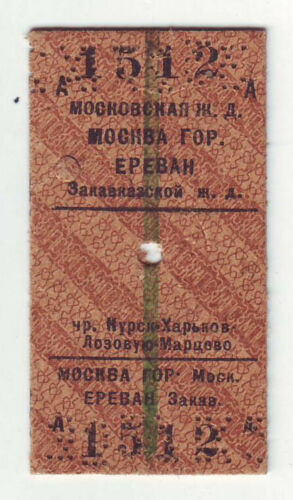 1512
А А
МОСКОВСКАЯ Ж. Д.
МОСКВА ГОР.
ЕРЕВАН
Закавказской ж. д.
чр. Курск-Харьков-
Лозовую-Марцево
МОСКВА ГОР. Моск.
ЕРЕВАН Закав.
А А
1512